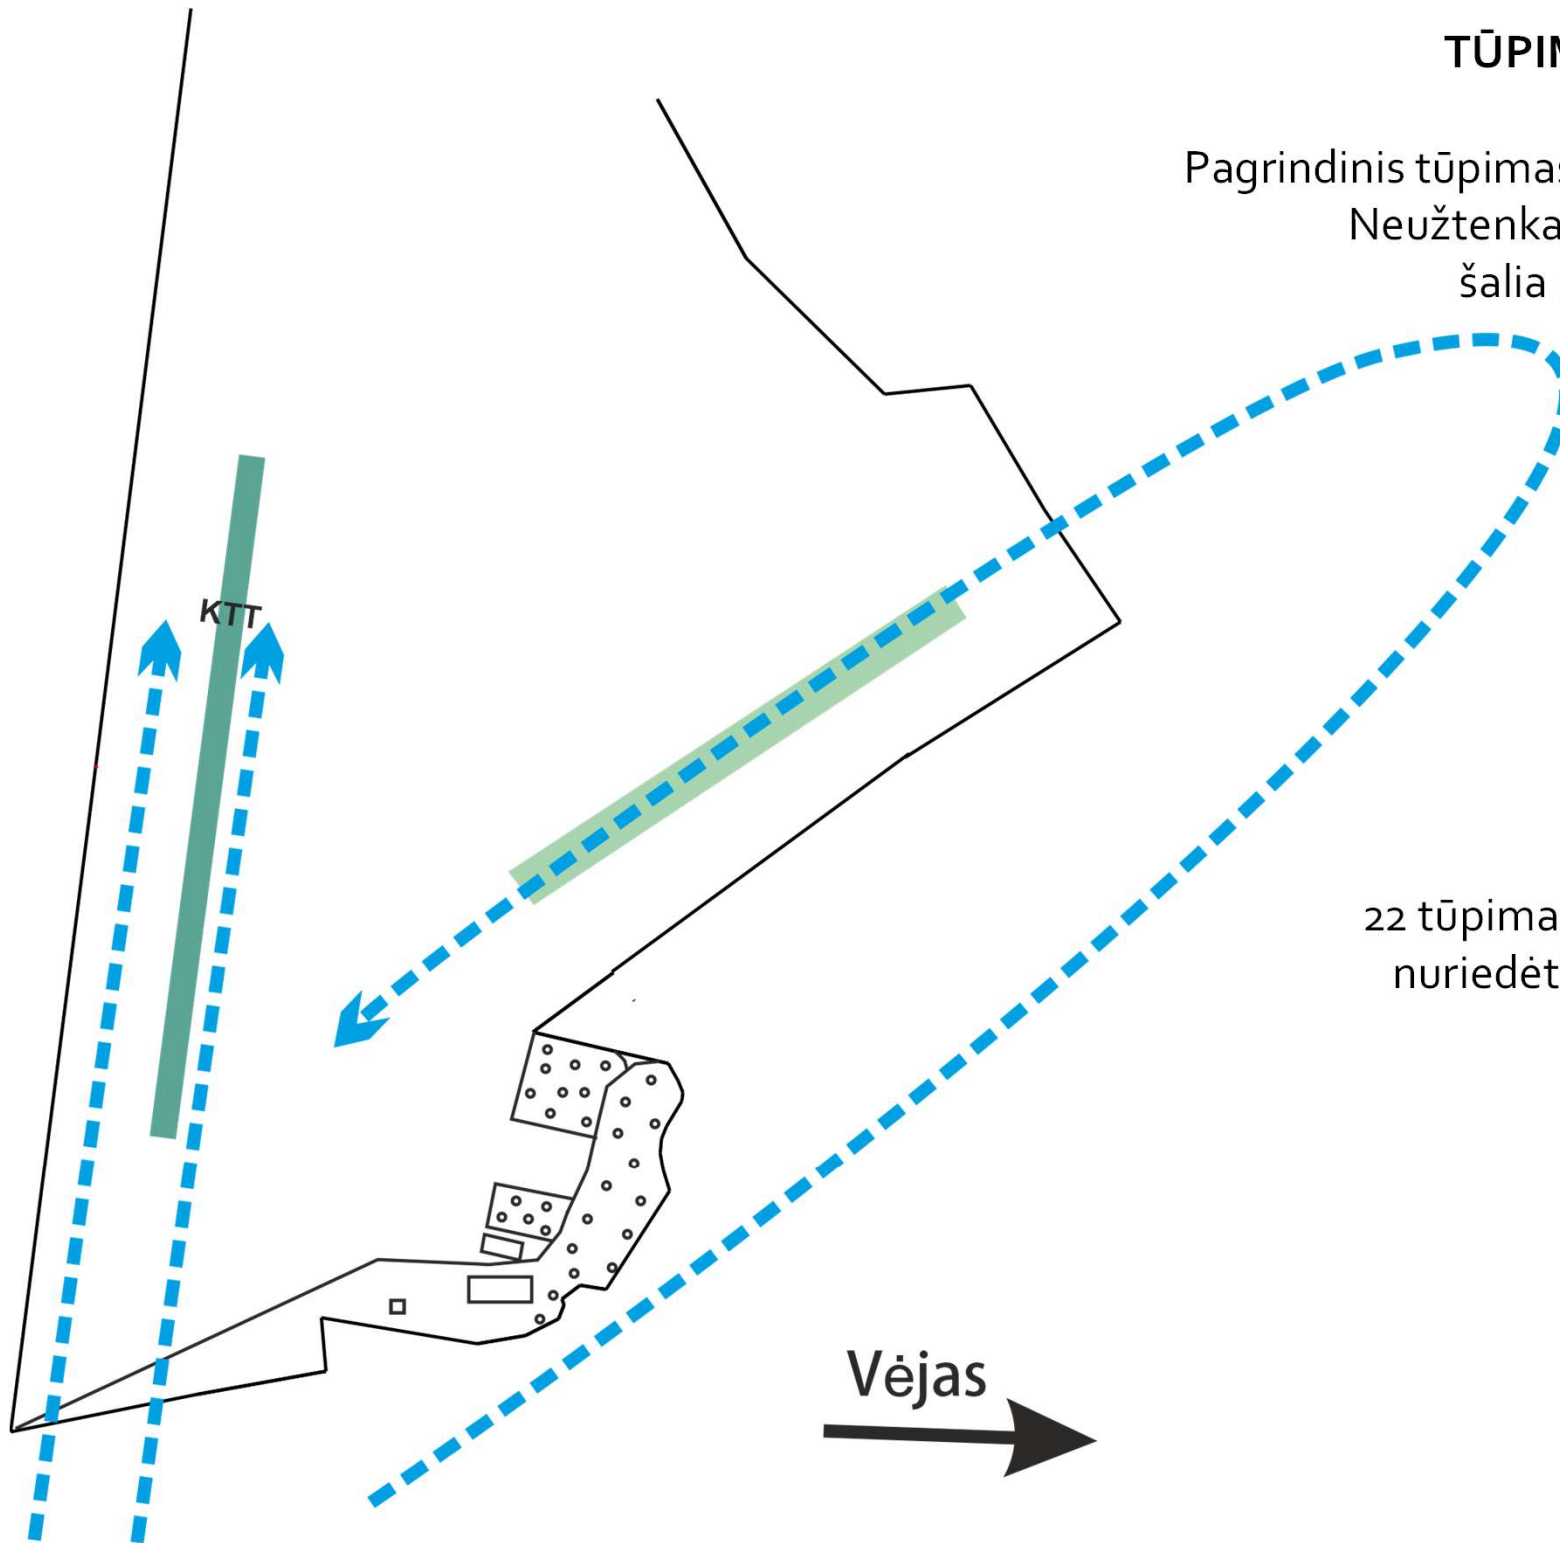 TŪPIM
Pagrindinis tūpimas
Neužtenka
šalia
KTT
22 tūpima
nuriedėt
Vėjas